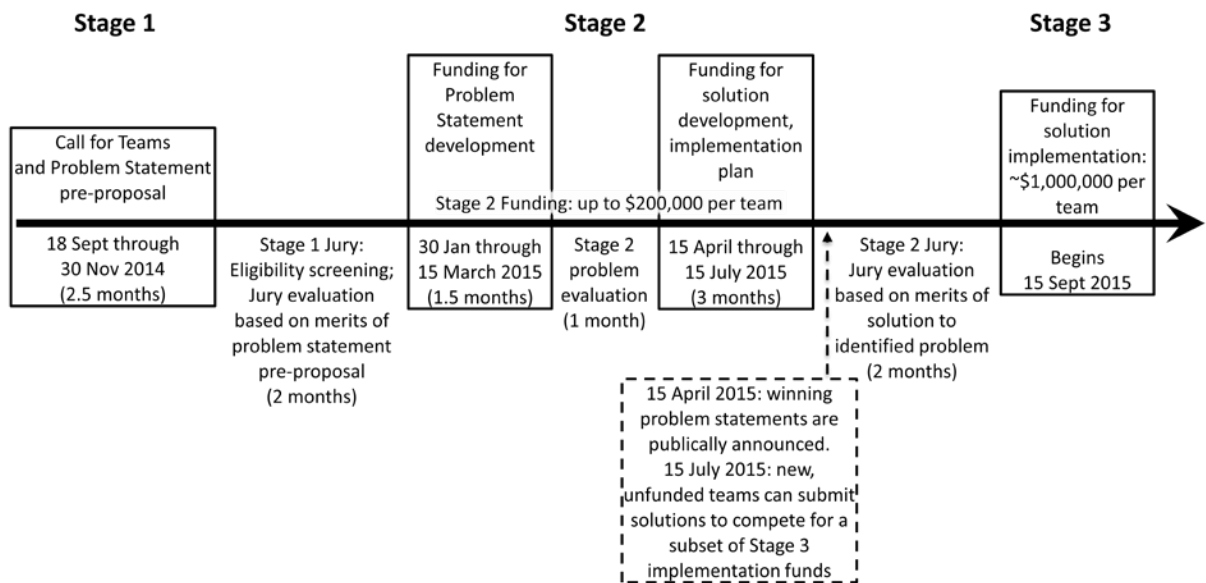 Stage 1
Stage 2
Stage 3
Call for Teams
and Problem Statement
pre-proposal
18 Sept through
30 Nov 2014
(2.5 months)
Stage 1 Jury:
Eligibility screening;
Jury evaluation
based on merits of
problem statement
pre-proposal
(2 months)
Funding for
Problem
Statement
development
Stage 2 Funding: up to $200,000 per team
30 Jan through
15 March 2015
(1.5 months)
Stage 2
problem
evaluation
(1 month)
Funding for
solution
development,
implementation
plan
15 April through
15 July 2015
(3 months)
15 April 2015: winning
problem statements are
publically announced.
15 July 2015: new,
unfunded teams can submit
solutions to compete for a
subset of Stage 3
implementation funds
Stage 2 Jury:
Jury evaluation
based on merits of
solution to
identified problem
(2 months)
Funding for
solution
implementation:
~$1,000,000 per
team
Begins
15 Sept 2015